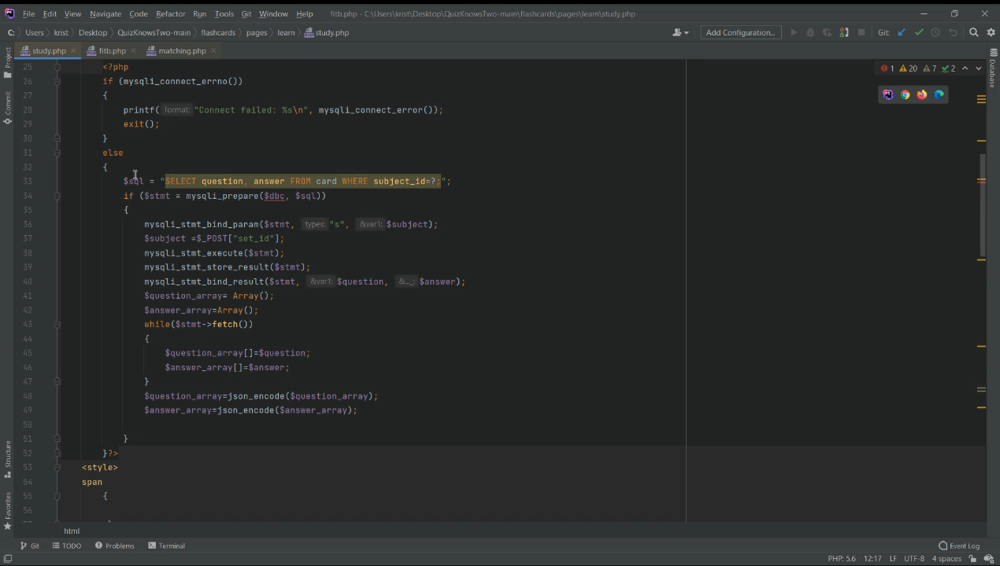 File Edit View Navigate Code Refactor Run Tools Git Window Help fitb.php - C:\Users\krist\Desktop\QuizKnowsTwo-main\flashcards\pages\learn\study.php
C: Users krist Desktop QuizKnowsTwo-main flashcards pages learn study.php Add Configuration... Git:
study.php fitb.php matching.php
Project
Commit
Structure
Favorites
Database
1 20 7 2
25 <?php
26 if (mysqli_connect_errno())
27 {
28 printf( format: "Connect failed: %s\n", mysqli_connect_error());
29 exit();
30 }
31 else
32 {
33 $sql = "SELECT question, answer FROM card WHERE subject_id=?;";
34 if ($stmt = mysqli_prepare($dbc, $sql))
35 {
36 mysqli_stmt_bind_param($stmt, types: "s", &var1: $subject);
37 $subject =$_POST["set_id"];
38 mysqli_stmt_execute($stmt);
39 mysqli_stmt_store_result($stmt);
40 mysqli_stmt_bind_result($stmt, &var1: $question, &..._: $answer);
41 $question_array= Array();
42 $answer_array=Array();
43 while($stmt->fetch())
44 {
45 $question_array[]=$question;
46 $answer_array[]=$answer;
47 }
48 $question_array=json_encode($question_array);
49 $answer_array=json_encode($answer_array);
50
51 }
52 }?>
53 <style>
54 span
55 {
56
html
Git TODO Problems Terminal Event Log
PHP: 5.6 12:17 LF UTF-8 4 spaces